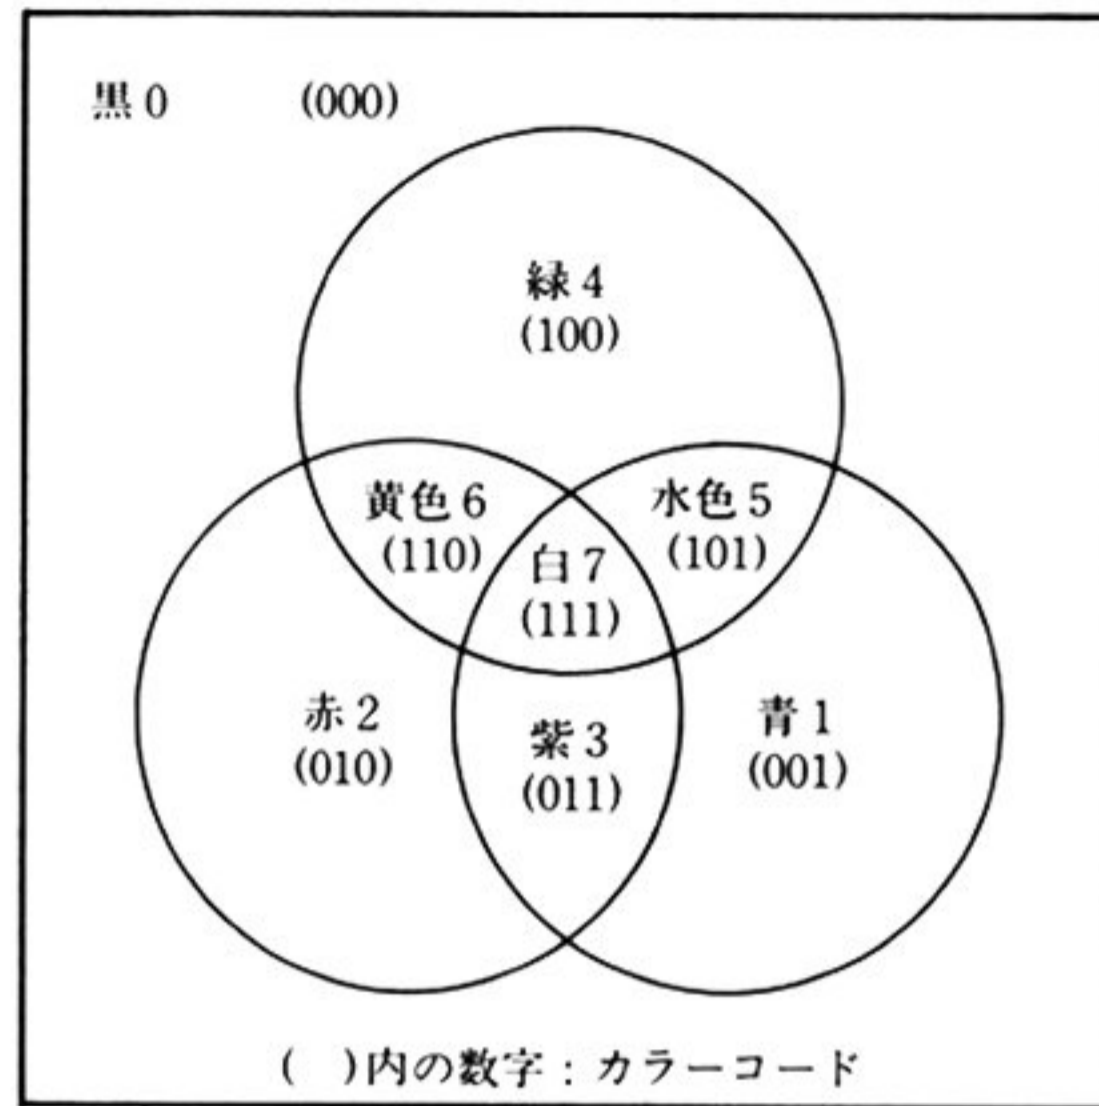 黒0 (000)
緑4
(100)
黄色6
(110)
水色5
(101)
白7
(111)
赤2
(010)
紫3
(011)
青1
(001)
( )内の数字:カラーコード